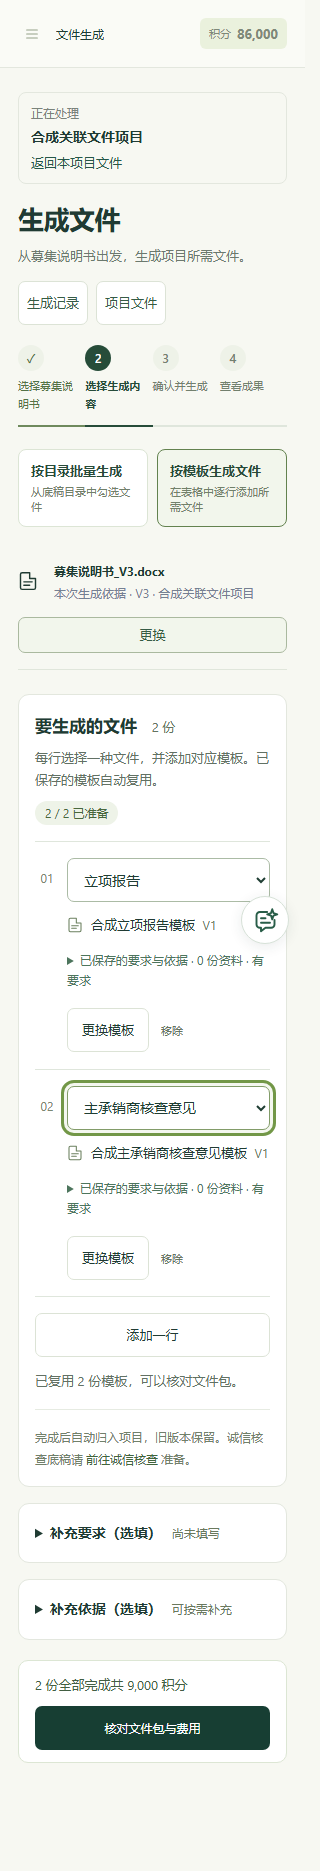 文件生成
积分 86,000
正在处理
合成关联文件项目
返回本项目文件
生成文件
从募集说明书出发，生成项目所需文件。
生成记录
项目文件
✓
2
3
4
选择募集说明书
选择生成内容
确认并生成
查看成果
按目录批量生成
从底稿目录中勾选文件
按模板生成文件
在表格中逐行添加所需文件
募集说明书_V3.docx
本次生成依据 · V3 · 合成关联文件项目
更换
要生成的文件 2 份
每行选择一种文件，并添加对应模板。已
保存的模板自动复用。
2 / 2 已准备
01 立项报告
合成立项报告模板 V1
▶ 已保存的要求与依据 · 0 份资料 · 有
要求
更换模板 移除
02 主承销商核查意见
合成主承销商核查意见模板 V1
▶ 已保存的要求与依据 · 0 份资料 · 有
要求
更换模板 移除
添加一行
已复用 2 份模板，可以核对文件包。
完成后自动归入项目，旧版本保留。诚信核
查底稿请 前往诚信核查 准备。
▶ 补充要求（选填） 尚未填写
▶ 补充依据（选填） 可按需补充
2 份全部完成共 9,000 积分
核对文件包与费用